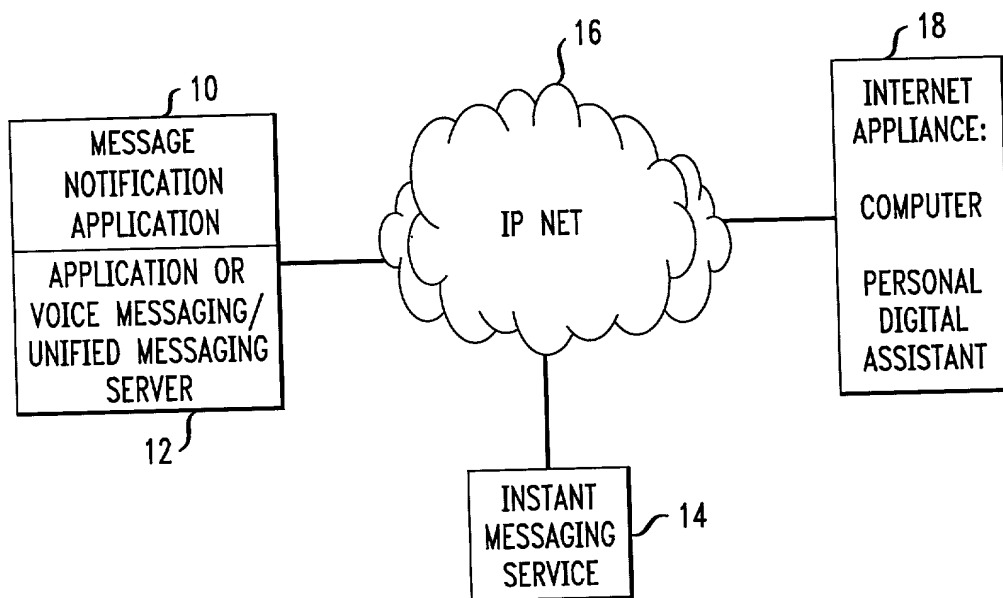 10
MESSAGE
NOTIFICATION
APPLICATION
APPLICATION OR
VOICE MESSAGING/
UNIFIED MESSAGING
SERVER
12
16
IP NET
INSTANT
MESSAGING
SERVICE
14
18
INTERNET
APPLIANCE:
COMPUTER
PERSONAL
DIGITAL
ASSISTANT